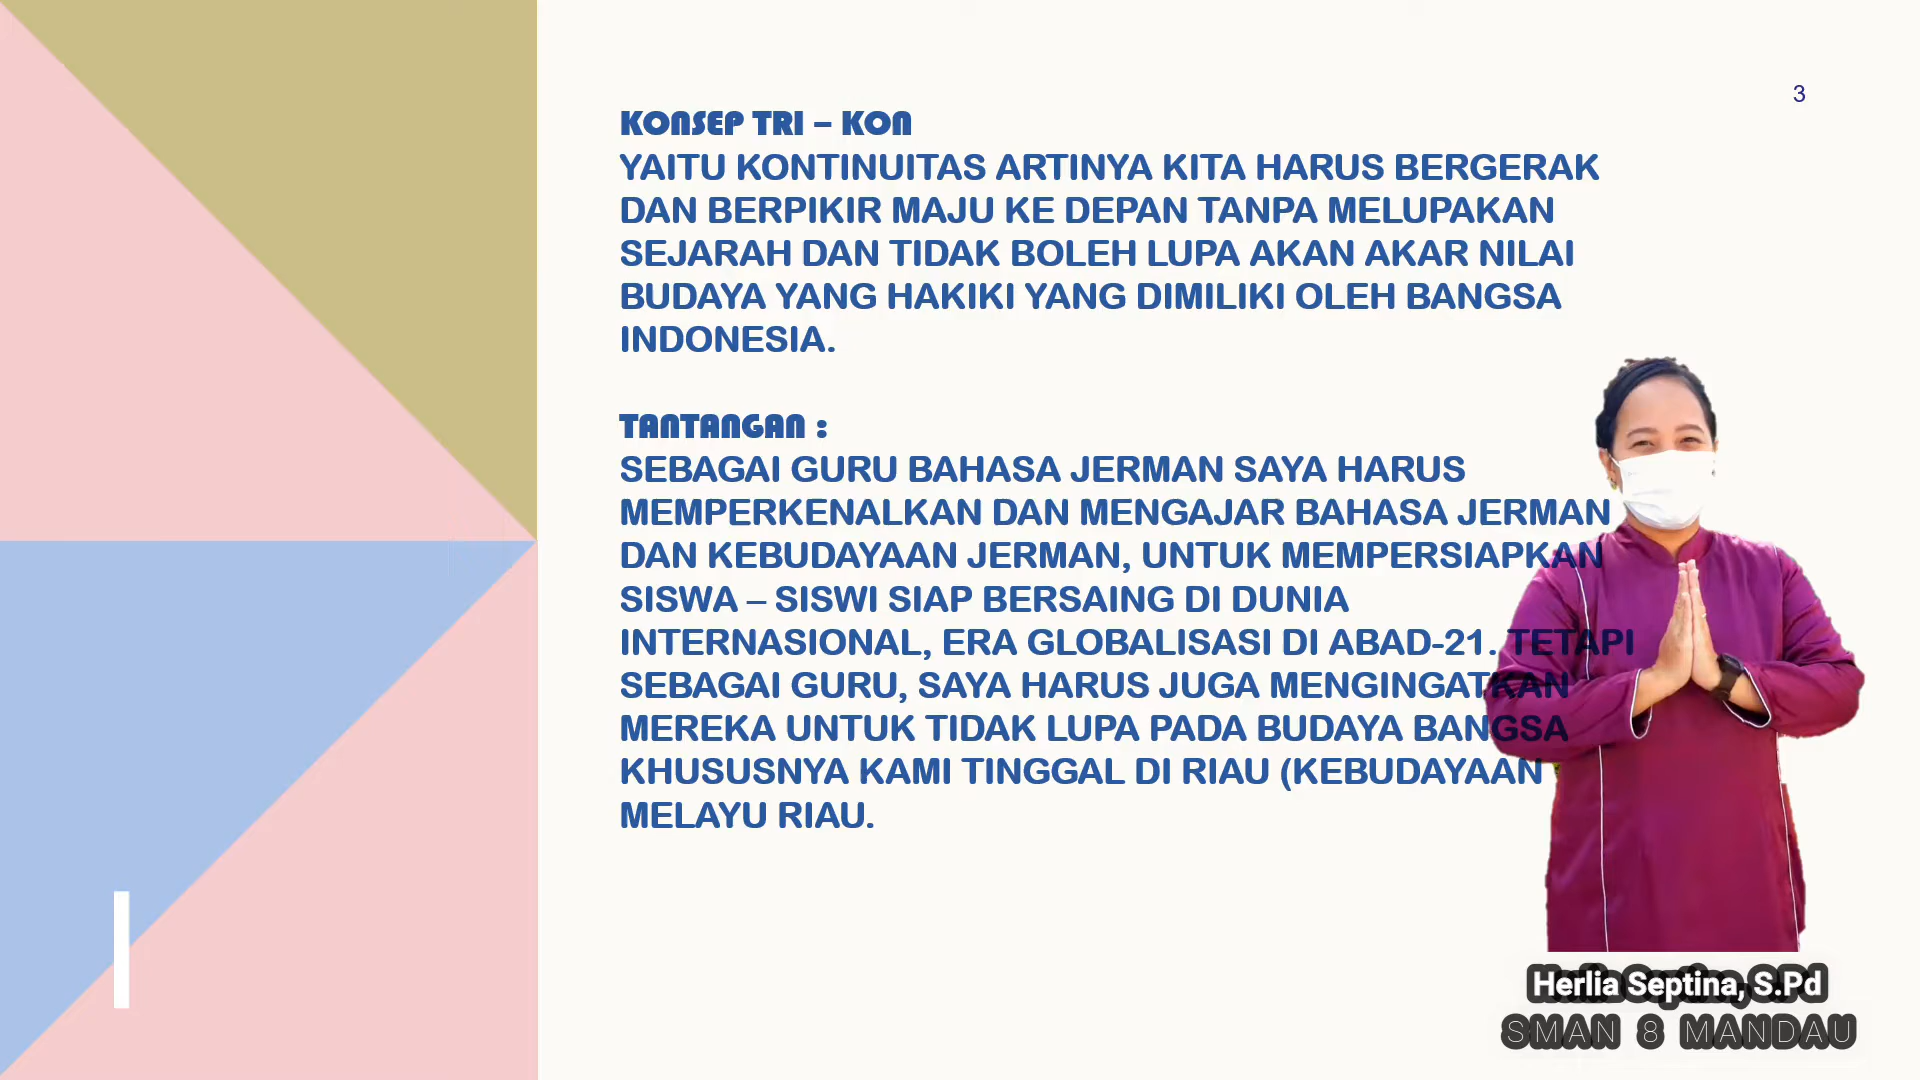 3
KONSEP TRI – KON
YAITU KONTINUITAS ARTINYA KITA HARUS BERGERAK
DAN BERPIKIR MAJU KE DEPAN TANPA MELUPAKAN
SEJARAH DAN TIDAK BOLEH LUPA AKAN AKAR NILAI
BUDAYA YANG HAKIKI YANG DIMILIKI OLEH BANGSA
INDONESIA.
TANTANGAN :
SEBAGAI GURU BAHASA JERMAN SAYA HARUS
MEMPERKENALKAN DAN MENGAJAR BAHASA JERMAN
DAN KEBUDAYAAN JERMAN, UNTUK MEMPERSIAPKAN
SISWA – SISWI SIAP BERSAING DI DUNIA
INTERNASIONAL, ERA GLOBALISASI DI ABAD-21. TETAPI
SEBAGAI GURU, SAYA HARUS JUGA MENGINGATKAN
MEREKA UNTUK TIDAK LUPA PADA BUDAYA BANGSA
KHUSUSNYA KAMI TINGGAL DI RIAU (KEBUDAYAAN
MELAYU RIAU.
Herlia Septina, S.Pd
SMAN 8 MANDAU